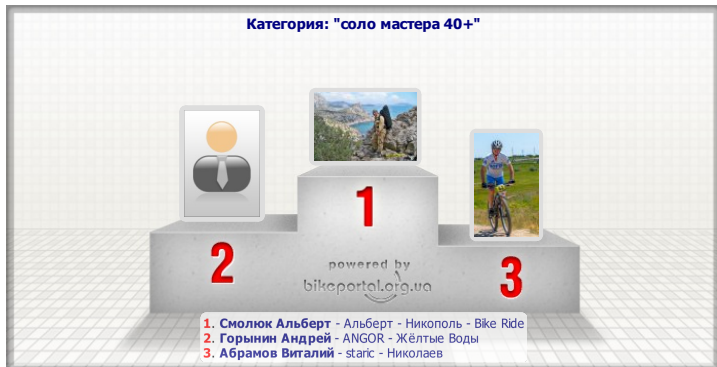 Категория: "соло мастера 40+"
1
2
3
powered by
bikeportal.org.ua
1. Смолюк Альберт - Альберт - Никополь - Bike Ride
2. Горынин Андрей - ANGOR - Жёлтые Воды
3. Абрамов Виталий - staric - Николаев